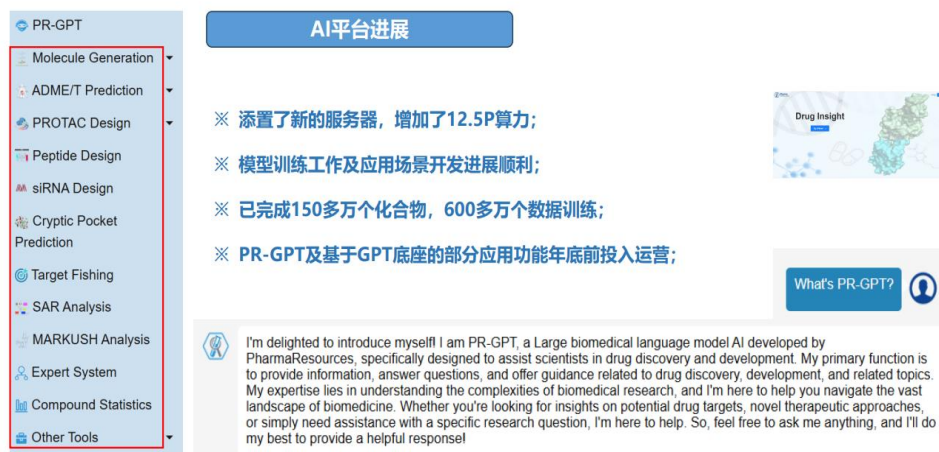 PR-GPT
Molecule Generation
ADME/T Prediction
PROTAC Design
Peptide Design
siRNA Design
Cryptic Pocket
Prediction
Target Fishing
SAR Analysis
MARKUSH Analysis
Expert System
Compound Statistics
Other Tools
AI平台进展
※ 添置了新的服务器，增加了12.5P算力；
※ 模型训练工作及应用场景开发进展顺利；
※ 已完成150多万个化合物，600多万个数据训练；
※ PR-GPT及基于GPT底座的部分应用功能年底前投入运营；
Drug Insight
What's PR-GPT?
I'm delighted to introduce myself! I am PR-GPT, a Large biomedical language model AI developed by
PharmaResources, specifically designed to assist scientists in drug discovery and development. My primary function is
to provide information, answer questions, and offer guidance related to drug discovery, development, and related topics.
My expertise lies in understanding the complexities of biomedical research, and I'm here to help you navigate the vast
landscape of biomedicine. Whether you're looking for insights on potential drug targets, novel therapeutic approaches,
or simply need assistance with a specific research question, I'm here to help. So, feel free to ask me anything, and I'll do
my best to provide a helpful response!